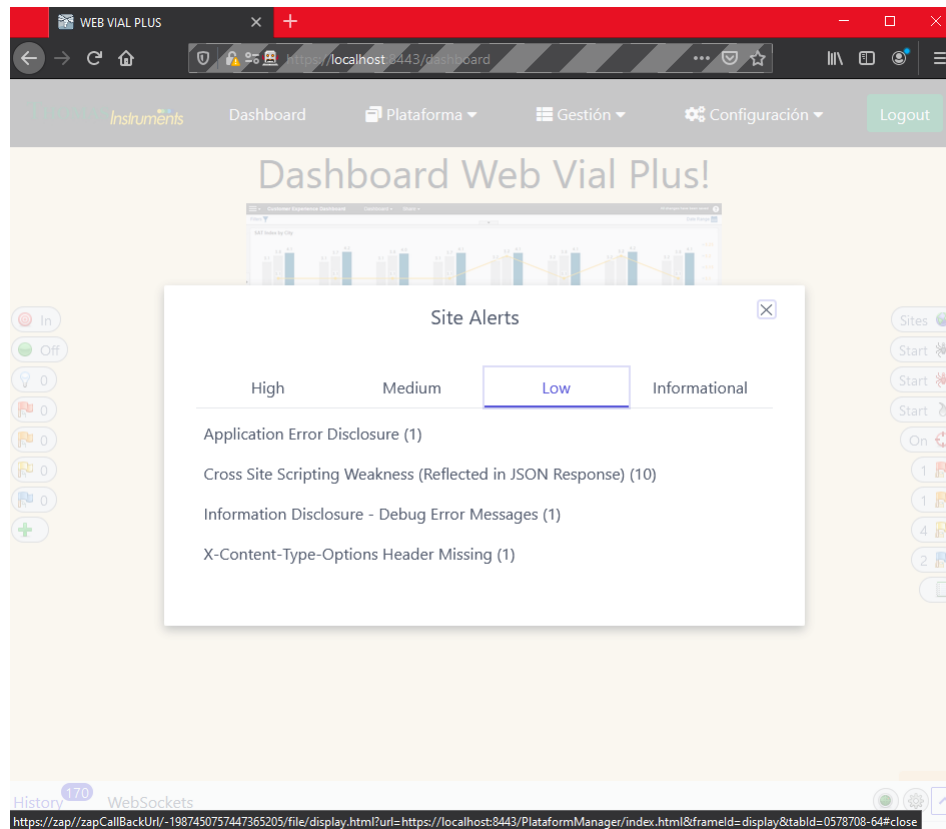 WEB VIAL PLUS
https://localhost:8443/dashboard
Instruments
Dashboard
Plataforma
Gestión
Configuración
Logout
Dashboard Web Vial Plus!
Customer Experience Dashboard
Site Alerts
High
Medium
Low
Informational
Application Error Disclosure (1)
Cross Site Scripting Weakness (Reflected in JSON Response) (10)
Information Disclosure - Debug Error Messages (1)
X-Content-Type-Options Header Missing (1)
In
Off
0
0
0
0
0
Sites
Start
Start
Start
On
1
1
4
2
History 170 WebSockets
https://zap//zapCallBackUrl/-1987450757447365205/file/display.html?url=https://localhost:8443/PlataformManager/index.html&frameId=display&tabId=0578708-64#close